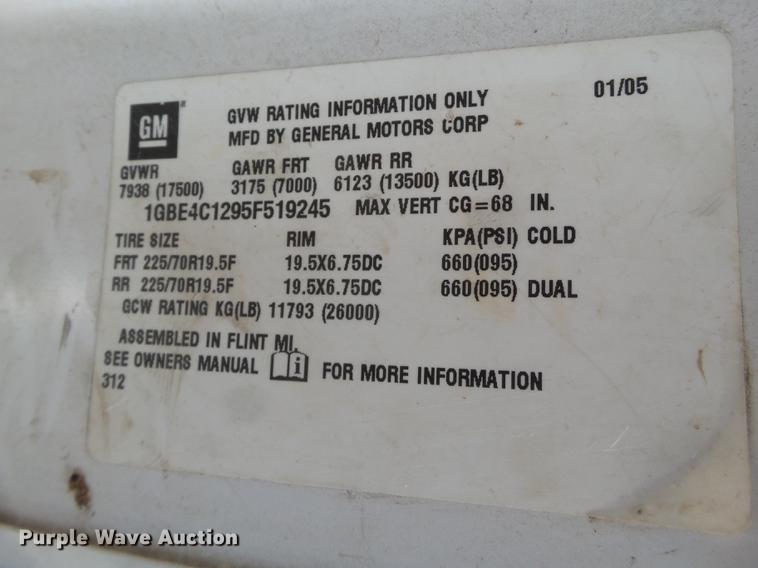 01/05
GM
GVW RATING INFORMATION ONLY
MFD BY GENERAL MOTORS CORP
GVWR GAWR FRT GAWR RR
7938 (17500) 3175 (7000) 6123 (13500) KG(LB)
1GBE4C1295F519245 MAX VERT CG=68 IN.
TIRE SIZE RIM KPA(PSI) COLD
FRT 225/70R19.5F 19.5X6.75DC 660(095)
RR 225/70R19.5F 19.5X6.75DC 660(095) DUAL
GCW RATING KG(LB) 11793 (26000)
ASSEMBLED IN FLINT MI.
SEE OWNERS MANUAL i FOR MORE INFORMATION
312
Purple Wave Auction